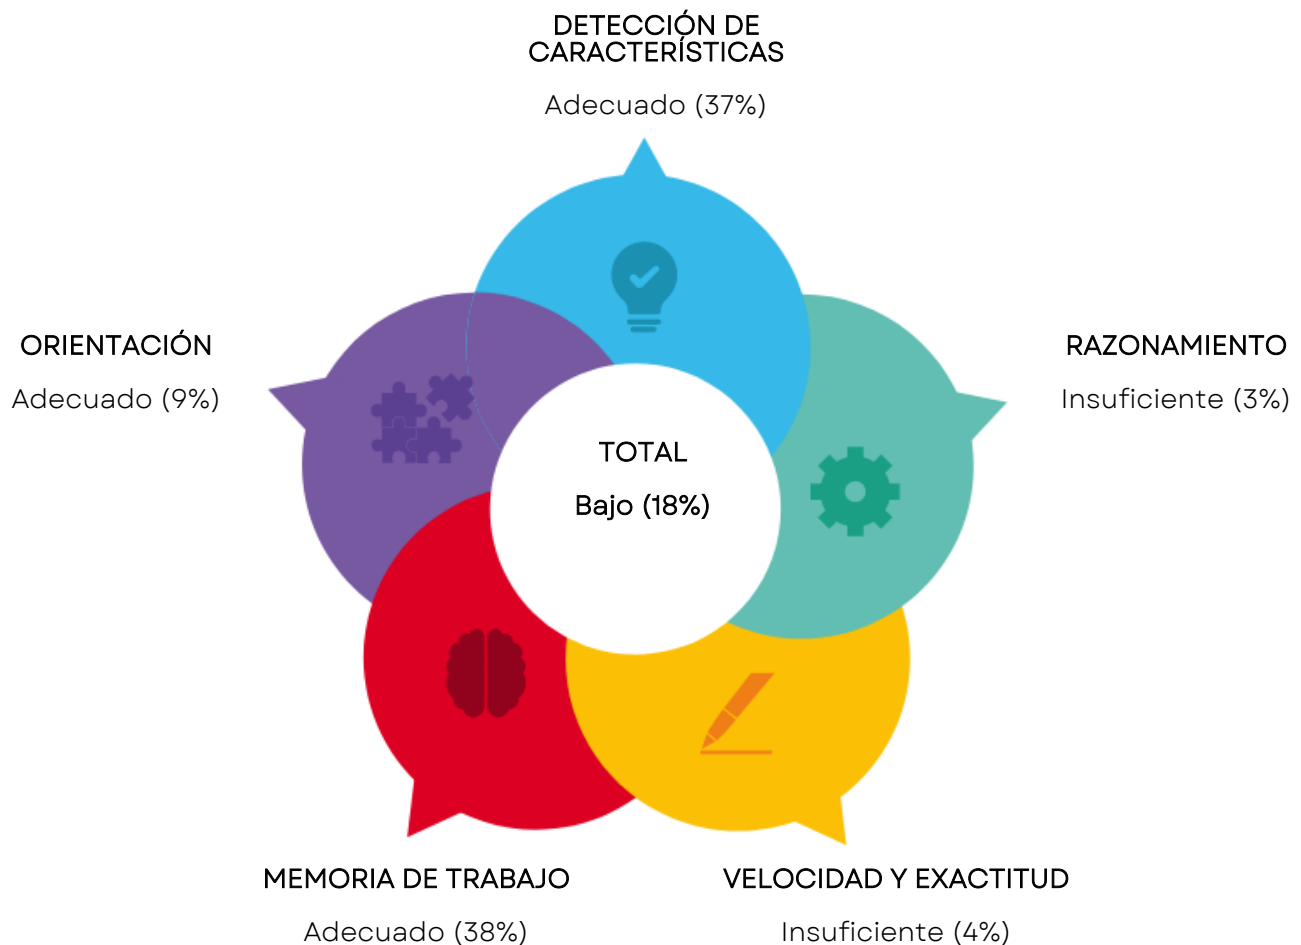 DETECCIÓN DE
CARACTERÍSTICAS
Adecuado (37%)
ORIENTACIÓN
Adecuado (9%)
RAZONAMIENTO
Insuficiente (3%)
TOTAL
Bajo (18%)
MEMORIA DE TRABAJO
Adecuado (38%)
VELOCIDAD Y EXACTITUD
Insuficiente (4%)